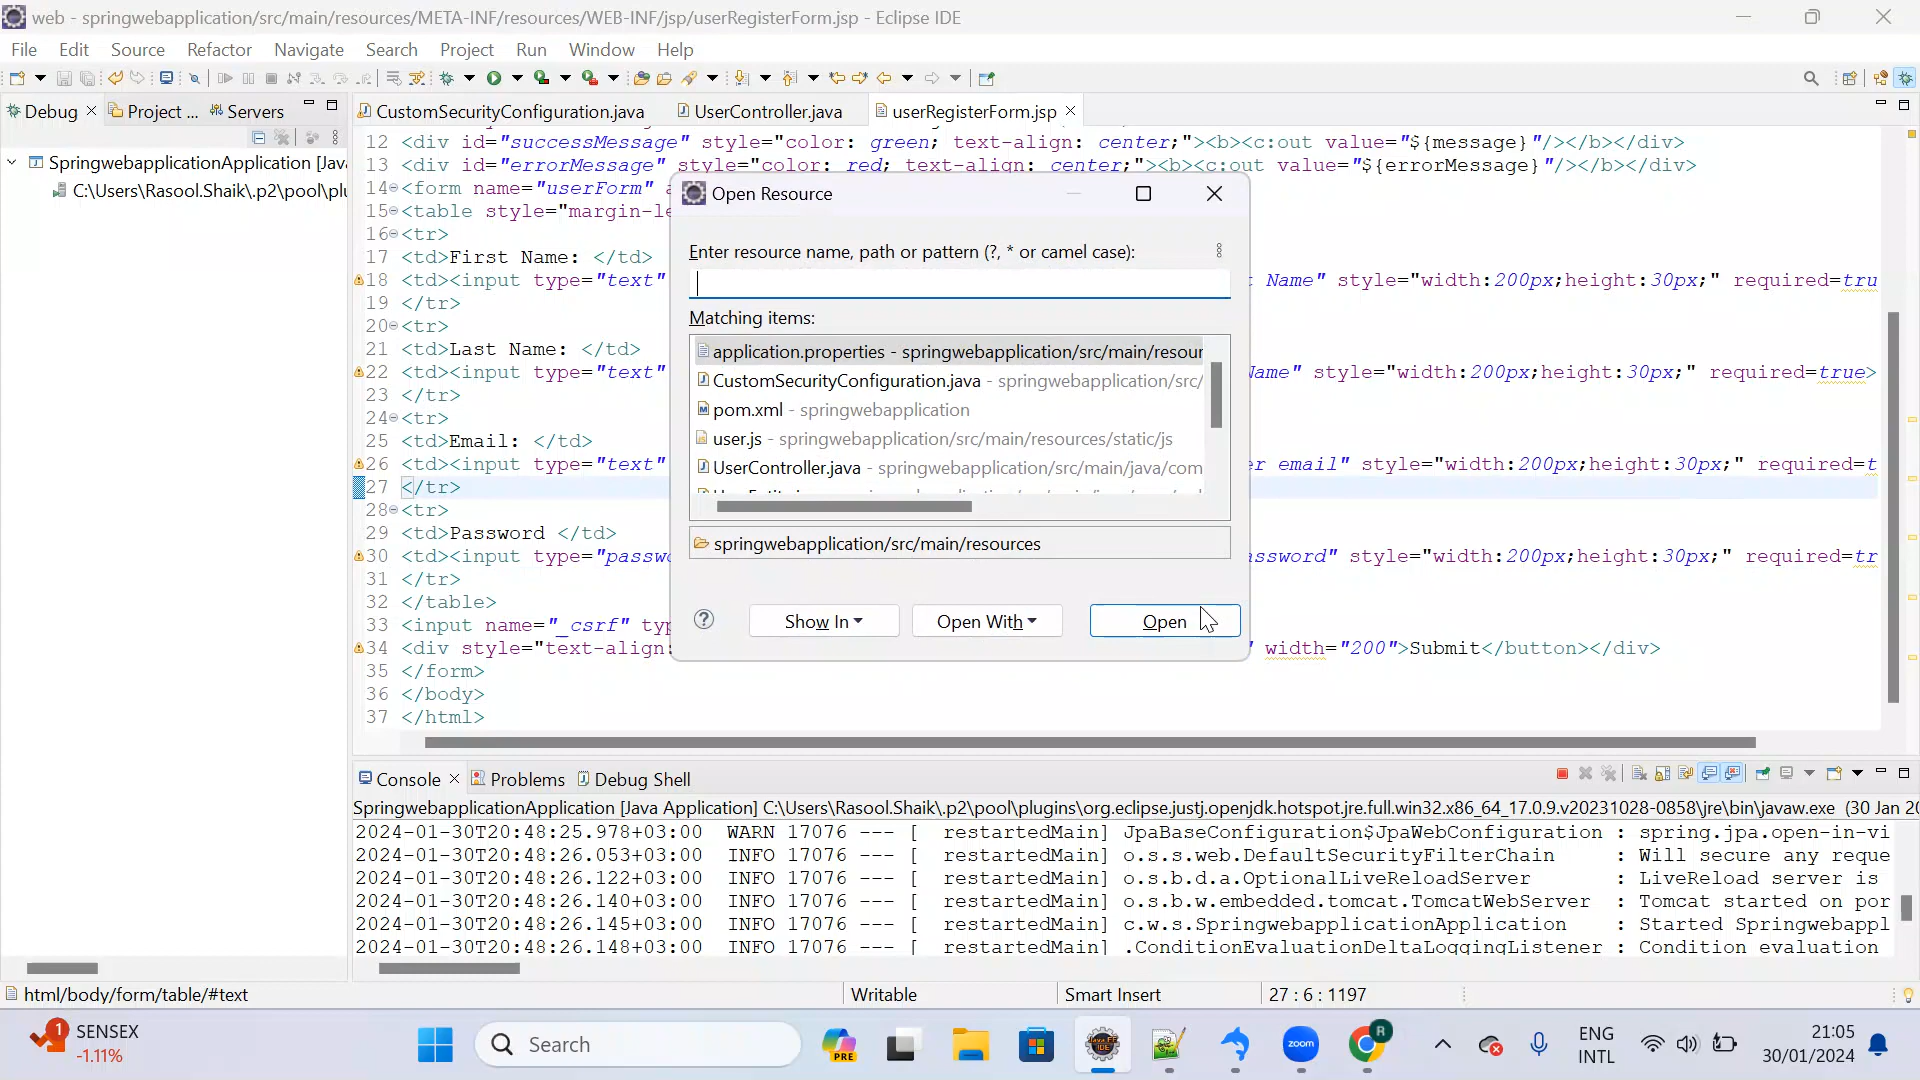 web - springwebapplication/src/main/resources/META-INF/resources/WEB-INF/jsp/userRegisterForm.jsp - Eclipse IDE
File Edit Source Refactor Navigate Search Project Run Window Help
Debug Project ... Servers
CustomSecurityConfiguration.java UserController.java userRegisterForm.jsp
SpringwebapplicationApplication [Java
C:\Users\Rasool.Shaik\.p2\pool\plu
12 <div id="successMessage" style="color: green; text-align: center;"><b><c:out value="${message}"/></b></div>
13 <div id="errorMessage" style="color: red; text-align: center;"><b><c:out value="${errorMessage}"/></b></div>
14 <form name="userForm"
15 <table style="margin-le
16 <tr>
17 <td>First Name: </td>
18 <td><input type="text" Name" style="width:200px;height:30px;" required=tru
19 </tr>
20 <tr>
21 <td>Last Name: </td>
22 <td><input type="text" Name" style="width:200px;height:30px;" required=true>
23 </tr>
24 <tr>
25 <td>Email: </td>
26 <td><input type="text" r email" style="width:200px;height:30px;" required=t
27 </tr>
28 <tr>
29 <td>Password </td>
30 <td><input type="passwo assword" style="width:200px;height:30px;" required=tr
31 </tr>
32 </table>
33 <input name="_csrf" typ
34 <div style="text-align: " width="200">Submit</button></div>
35 </form>
36 </body>
37 </html>
Open Resource
Enter resource name, path or pattern (?, * or camel case):
Matching items:
application.properties - springwebapplication/src/main/resour
CustomSecurityConfiguration.java - springwebapplication/src/
pom.xml - springwebapplication
user.js - springwebapplication/src/main/resources/static/js
UserController.java - springwebapplication/src/main/java/com
springwebapplication/src/main/resources
Show In Open With Open
Console Problems Debug Shell
SpringwebapplicationApplication [Java Application] C:\Users\Rasool.Shaik\.p2\pool\plugins\org.eclipse.justj.openjdk.hotspot.jre.full.win32.x86_64_17.0.9.v20231028-0858\jre\bin\javaw.exe (30 Jan 20
2024-01-30T20:48:25.978+03:00 WARN 17076 --- [ restartedMain] JpaBaseConfiguration$JpaWebConfiguration : spring.jpa.open-in-vi
2024-01-30T20:48:26.053+03:00 INFO 17076 --- [ restartedMain] o.s.s.web.DefaultSecurityFilterChain : Will secure any reque
2024-01-30T20:48:26.122+03:00 INFO 17076 --- [ restartedMain] o.s.b.d.a.OptionalLiveReloadServer : LiveReload server is
2024-01-30T20:48:26.140+03:00 INFO 17076 --- [ restartedMain] o.s.b.w.embedded.tomcat.TomcatWebServer : Tomcat started on por
2024-01-30T20:48:26.145+03:00 INFO 17076 --- [ restartedMain] c.w.s.SpringwebapplicationApplication : Started Springwebappl
2024-01-30T20:48:26.148+03:00 INFO 17076 --- [ restartedMain] .ConditionEvaluationDeltaLoggingListener : Condition evaluation
html/body/form/table/#text Writable Smart Insert 27 : 6 : 1197
1 SENSEX
-1.11%
Search
PRE
zoom
R
ENG
INTL
21:05
30/01/2024